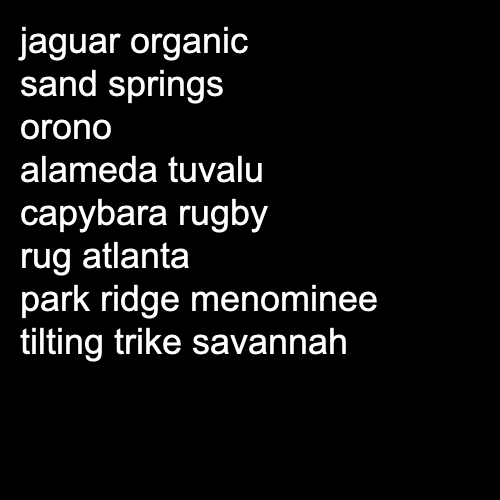 jaguar organic
sand springs
orono
alameda tuvalu
capybara rugby
rug atlanta
park ridge menominee
tilting trike savannah